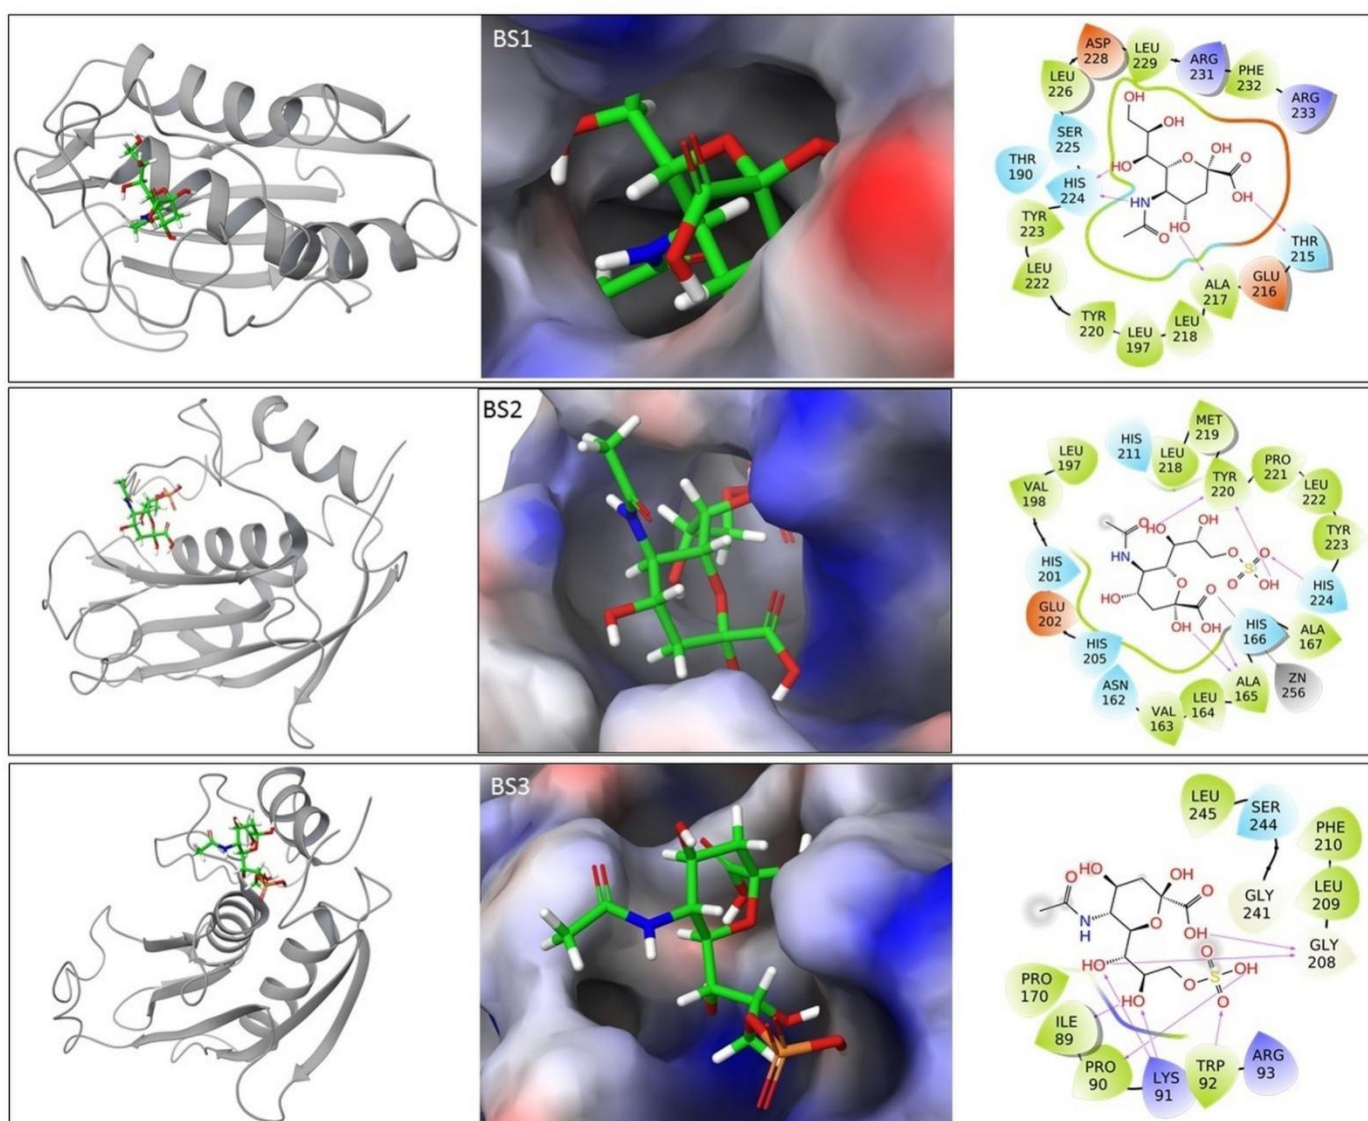 BS1
ASP
228
LEU
229
ARG
231
PHE
232
ARG
233
LEU
226
SER
225
THR
190
HIS
224
TYR
223
LEU
222
TYR
220
LEU
197
LEU
218
ALA
217
GLU
216
THR
215
OH
OH
HO
O
OH
O
OH
HN
O
HO
BS2
MET
219
HIS
211
LEU
218
TYR
220
PRO
221
LEU
222
TYR
223
LEU
197
VAL
198
HIS
201
GLU
202
HIS
205
ASN
162
VAL
163
LEU
164
ALA
165
HIS
166
ALA
167
ZN
256
HIS
224
O
HO
OH
HN
O
O
S
O
O
OH
HO
O
O
OH
OH
BS3
LEU
245
SER
244
PHE
210
LEU
209
GLY
241
GLY
208
PRO
170
ILE
89
PRO
90
LYS
91
TRP
92
ARG
93
HO
OH
O
O
N
H
O
OH
HO
O
S
OH
O
O
HO